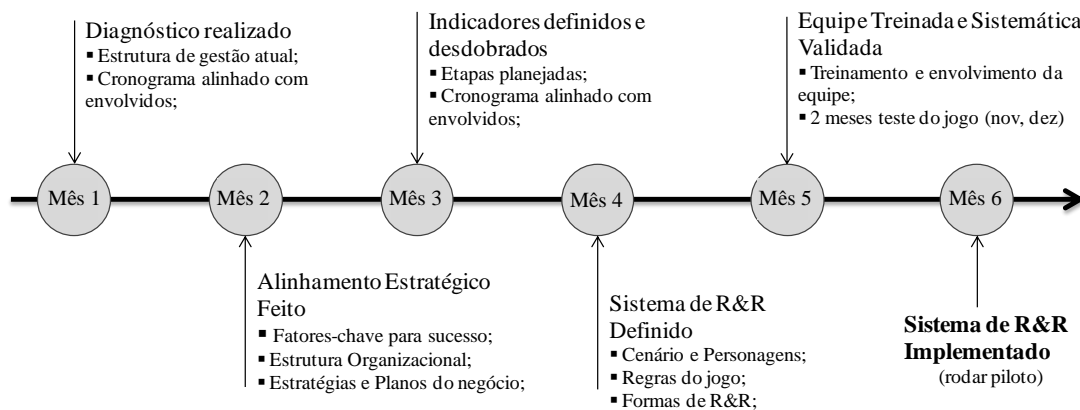 Diagnóstico realizado
▪ Estrutura de gestão atual;
▪ Cronograma alinhado com
envolvidos;
Indicadores definidos e
desdobrados
▪ Etapas planejadas;
▪ Cronograma alinhado com
envolvidos;
Equipe Treinada e Sistemática
Validada
▪ Treinamento e envolvimento da
equipe;
▪ 2 meses teste do jogo (nov, dez)
Mês 1
Mês 2
Mês 3
Mês 4
Mês 5
Mês 6
Alinhamento Estratégico
Feito
▪ Fatores-chave para sucesso;
▪ Estrutura Organizacional;
▪ Estratégias e Planos do negócio;
Sistema de R&R
Definido
▪ Cenário e Personagens;
▪ Regras do jogo;
▪ Formas de R&R;
Sistema de R&R
Implementado
(rodar piloto)